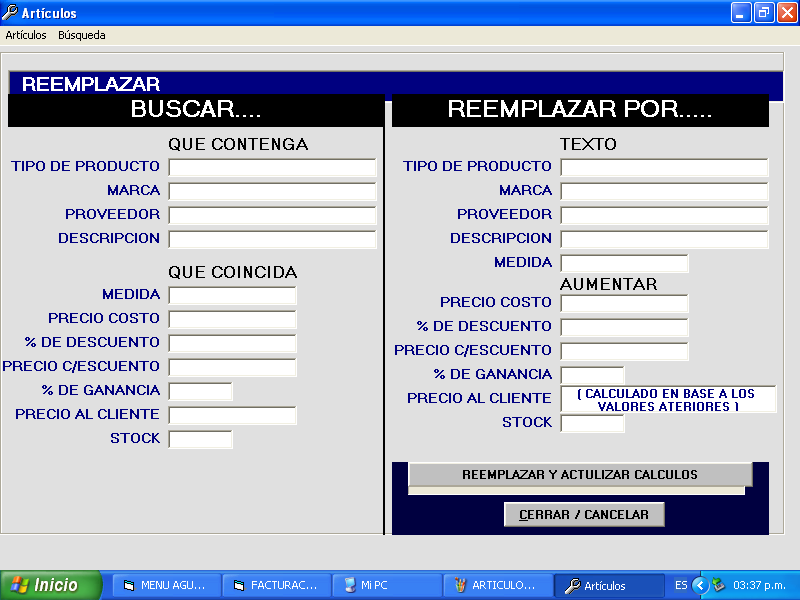 Artículos
Artículos Búsqueda
REEMPLAZAR
BUSCAR....
QUE CONTENGA
TIPO DE PRODUCTO
MARCA
PROVEEDOR
DESCRIPCION
QUE COINCIDA
MEDIDA
PRECIO COSTO
% DE DESCUENTO
PRECIO C/ESCUENTO
% DE GANANCIA
PRECIO AL CLIENTE
STOCK
REEMPLAZAR POR.....
TEXTO
TIPO DE PRODUCTO
MARCA
PROVEEDOR
DESCRIPCION
MEDIDA
AUMENTAR
PRECIO COSTO
% DE DESCUENTO
PRECIO C/ESCUENTO
% DE GANANCIA
PRECIO AL CLIENTE
( CALCULADO EN BASE A LOS
VALORES ATERIORES )
STOCK
REEMPLAZAR Y ACTULIZAR CALCULOS
CERRAR / CANCELAR
Inicio MENU AGU... FACTURAC... Mi PC ARTICULO... Artículos ES 03:37 p.m.